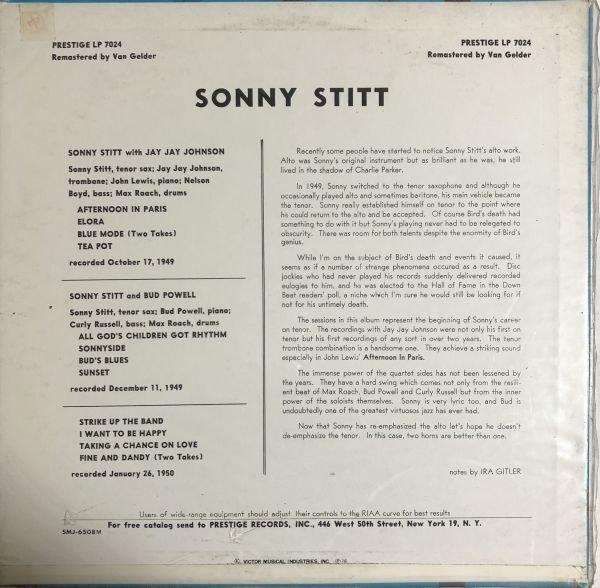 PRESTIGE LP 7024
Remastered by Van Gelder
PRESTIGE LP 7024
Remastered by Van Gelder
SONNY STITT
SONNY STITT with JAY JAY JOHNSON
Sonny Stitt, tenor sax; Jay Jay Johnson,
trombone; John Lewis, piano; Nelson
Boyd, bass; Max Roach, drums
AFTERNOON IN PARIS
ELORA
BLUE MODE (Two Takes)
TEA POT
recorded October 17, 1949
SONNY STITT and BUD POWELL
Sonny Stitt, tenor sax; Bud Powell, piano;
Curly Russell, bass; Max Roach, drums
ALL GOD'S CHILDREN GOT RHYTHM
SONNYSIDE
BUD'S BLUES
SUNSET
recorded December 11, 1949
STRIKE UP THE BAND
I WANT TO BE HAPPY
TAKING A CHANCE ON LOVE
FINE AND DANDY (Two Takes)
recorded January 26, 1950
Recently some people have started to notice Sonny Stitt's alto work.
Alto was Sonny's original instrument but as brilliant as he was, he still
lived in the shadow of Charlie Parker.
In 1949, Sonny switched to the tenor saxophone and although he
occasionally played alto and sometimes baritone, his main vehicle became
the tenor. Sonny really established himself on tenor to the point where
he could return to the alto and be accepted. Of course Bird's death had
something to do with it but Sonny's playing never had to be relegated to
obscurity. There was room for both talents despite the enormity of Bird's
genius.
While I'm on the subject of Bird's death and events it caused, it
seems as if a number of strange phenomena occured as a result. Disc
jockies who had never played his records suddenly delivered recorded
eulogies to him, and he was elected to the Hall of Fame in the Down
Beat readers' poll, a niche which I'm sure he would still be looking for if
not for his untimely death.
The sessions in this album represent the beginning of Sonny's career
on tenor. The recordings with Jay Jay Johnson were not only his first on
tenor but his first recordings of any sort in over two years. The tenor
trombone combination is a handsome one. They achieve a striking sound
especially in John Lewis' Afternoon In Paris.
The immense power of the quartet sides has not been lessened by
the years. They have a hard swing which comes not only from the resili-
ent beat of Max Roach, Bud Powell and Curly Russell but from the inner
power of the soloists themselves. Sonny is very lyric too, and Bud is
undoubtedly one of the greatest virtuosos jazz has ever had.
Now that Sonny has re-emphasized the alto let's hope he doesn't
de-emphasize the tenor. In this case, two horns are better than one.
notes by IRA GITLER
Users of wide-range equipment should adjust their controls to the RIAA curve for best results
For free catalog send to PRESTIGE RECORDS, INC., 446 West 50th Street, New York 19, N. Y.
SMJ-6508M
VICTOR MUSICAL INDUSTRIES, INC.